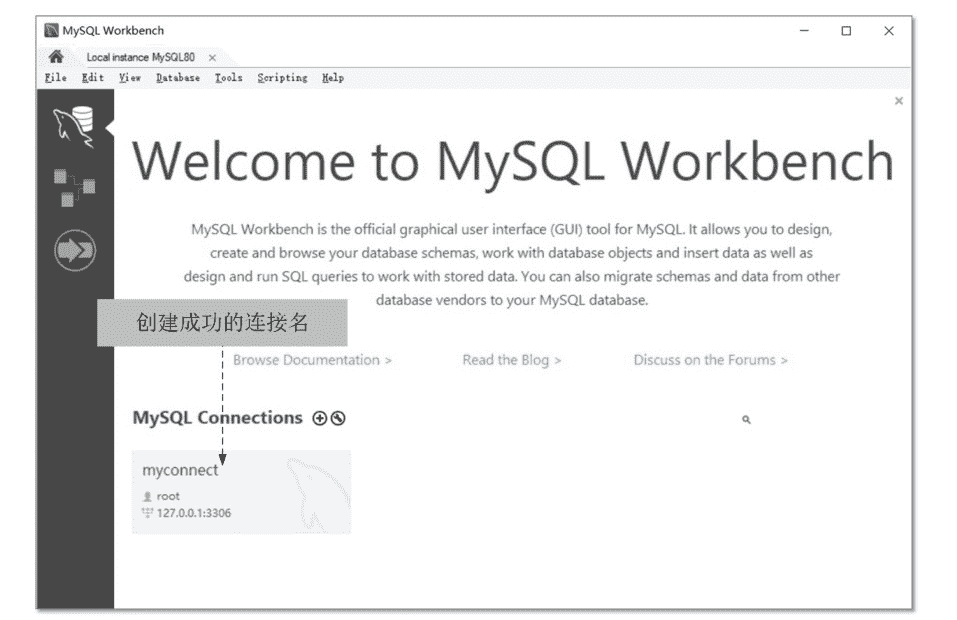 MySQL Workbench
Local instance MySQL80
File Edit View Database Tools Scripting Help
Welcome to MySQL Workbench
MySQL Workbench is the official graphical user interface (GUI) tool for MySQL. It allows you to design,
create and browse your database schemas, work with database objects and insert data as well as
design and run SQL queries to work with stored data. You can also migrate schemas and data from other
database vendors to your MySQL database.
创建成功的连接名
Browse Documentation > Read the Blog > Discuss on the Forums >
MySQL Connections
myconnect
root
127.0.0.1:3306